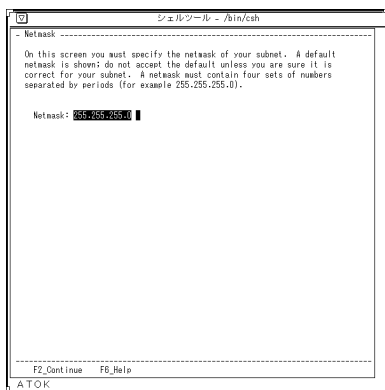 シェルツール - /bin/csh
- Netmask ----------------------------------------------------------------
On this screen you must specify the netmask of your subnet. A default
netmask is shown; do not accept the default unless you are sure it is
correct for your subnet. A netmask must contain four sets of numbers
separated by periods (for example 255.255.255.0).
Netmask: 255.255.255.0
--------------------------------------------------------------------------
F2_Continue F6_Help
ATOK